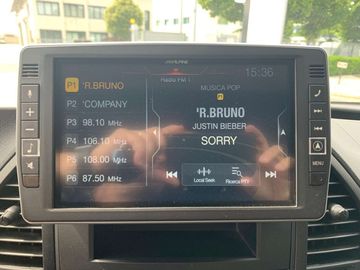 ALPINE
Radio FM 1
15:36
P1 'R.BRUNO
P2 'COMPANY
P3 98.10 MHz
P4 106.10 MHz
P5 108.00 MHz
P6 87.50 MHz
MUSICA POP
'R.BRUNO
JUSTIN BIEBER
SORRY
Local Seek
Ricerca PTY
MENU